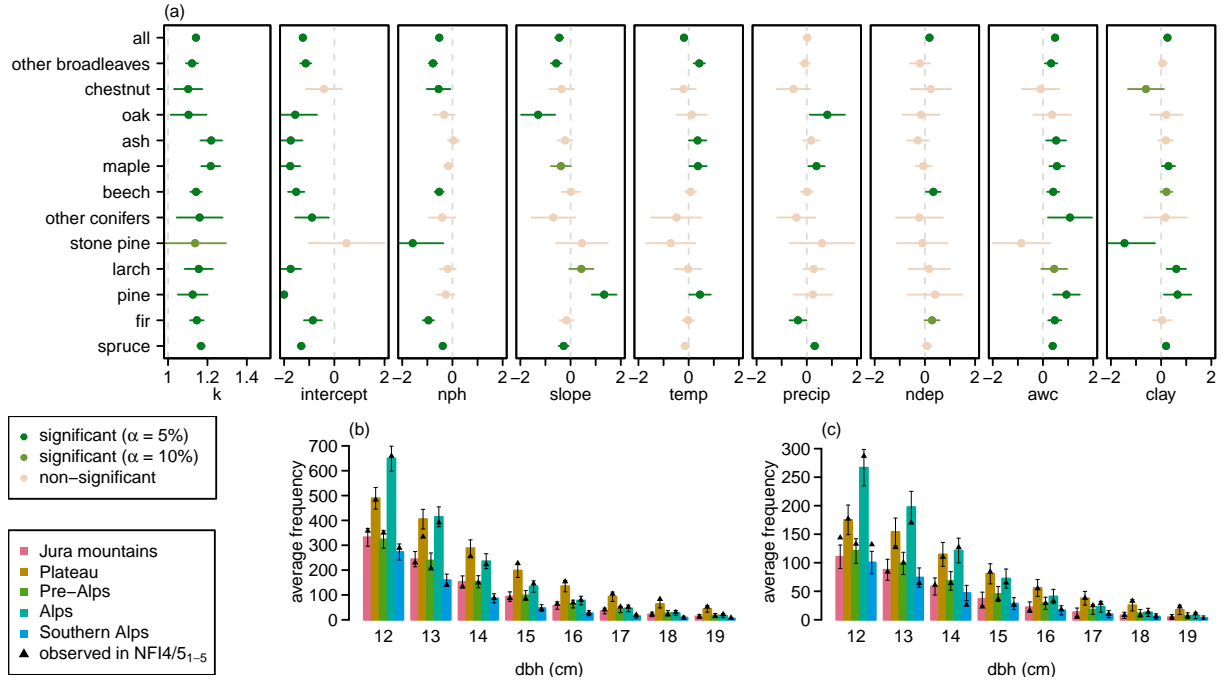 (a)
all
other broadleaves
chestnut
oak
ash
maple
beech
other conifers
stone pine
larch
pine
fir
spruce
1 1.2 1.4
k
−2 0 2
intercept
−2 0 2
nph
−2 0 2
slope
−2 0 2
temp
−2 0 2
precip
−2 0 2
ndep
−2 0 2
awc
−2 0 2
clay
significant (α = 5%)
significant (α = 10%)
non−significant
Jura mountains
Plateau
Pre−Alps
Alps
Southern Alps
observed in NFI4/5₁₋₅
(b)
average frequency
700
600
500
400
300
200
100
0
12 13 14 15 16 17 18 19
dbh (cm)
(c)
average frequency
300
250
200
150
100
50
0
12 13 14 15 16 17 18 19
dbh (cm)